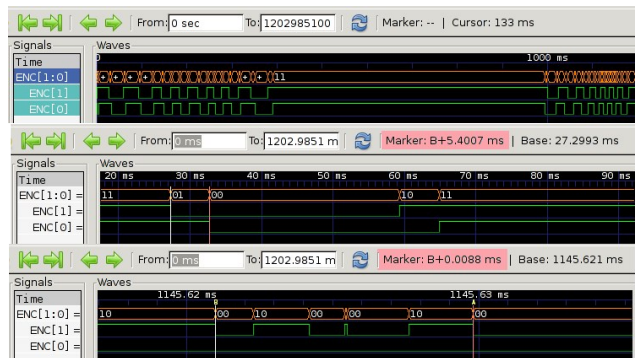 From: 0 sec To: 1202985100 Marker: -- | Cursor: 133 ms
Signals Waves
Time 0 1000 ms
ENC[1:0] + + + + + + 11
ENC[1]
ENC[0]
From: 0 ms To: 1202.9851 m Marker: B+5.4007 ms | Base: 27.2993 ms
Signals Waves
Time 20 ms 30 ms 40 ms 50 ms 60 ms 70 ms 80 ms 90 ms
ENC[1:0] = 11 01 00 10 11
ENC[1] =
ENC[0] =
From: 0 ms To: 1202.9851 m Marker: B+0.0088 ms | Base: 1145.621 ms
Signals Waves
Time 1145.62 ms 1145.63 ms
B A
ENC[1:0] = 10 00 10 00 00 10 00
ENC[1] =
ENC[0] =